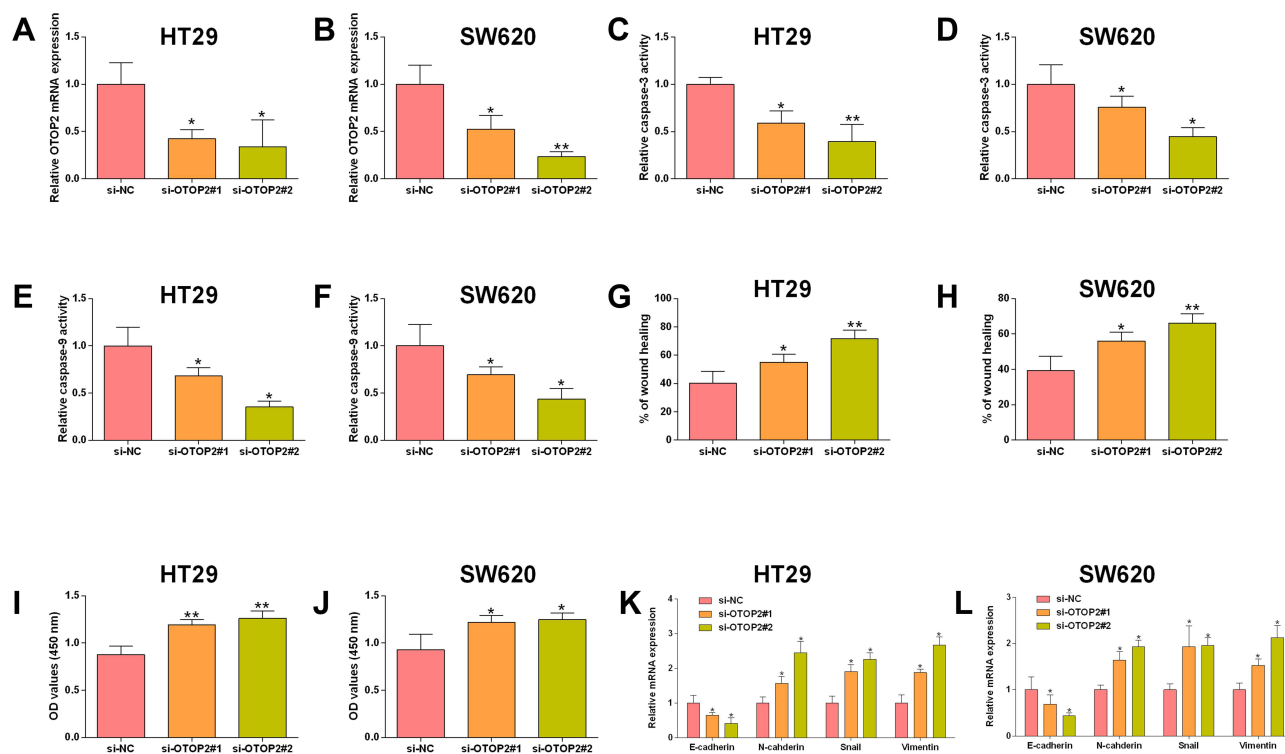 A
HT29
Relative OTOP2 mRNA expression
1.5
1.0
0.5
0.0
*
*
si-NC
si-OTOP2#1
si-OTOP2#2
B
SW620
Relative OTOP2 mRNA expression
1.5
1.0
0.5
0.0
*
**
si-NC
si-OTOP2#1
si-OTOP2#2
C
HT29
Relative caspase-3 activity
1.5
1.0
0.5
0.0
*
**
si-NC
si-OTOP2#1
si-OTOP2#2
D
SW620
Relative caspase-3 activity
1.5
1.0
0.5
0.0
*
*
si-NC
si-OTOP2#1
si-OTOP2#2
E
HT29
Relative caspase-9 activity
1.5
1.0
0.5
0.0
*
*
si-NC
si-OTOP2#1
si-OTOP2#2
F
SW620
Relative caspase-9 activity
1.5
1.0
0.5
0.0
*
*
si-NC
si-OTOP2#1
si-OTOP2#2
G
HT29
% of wound healing
100
80
60
40
20
0
*
**
si-NC
si-OTOP2#1
si-OTOP2#2
H
SW620
% of wound healing
80
60
40
20
0
*
**
si-NC
si-OTOP2#1
si-OTOP2#2
I
HT29
OD values (450 nm)
1.5
1.0
0.5
0.0
**
**
si-NC
si-OTOP2#1
si-OTOP2#2
J
SW620
OD values (450 nm)
1.5
1.0
0.5
0.0
*
*
si-NC
si-OTOP2#1
si-OTOP2#2
K
HT29
si-NC
si-OTOP2#1
si-OTOP2#2
Relative mRNA expression
4
3
2
1
0
*
*
*
*
*
*
*
*
E-cadherin
N-cahderin
Snail
Vimentin
L
SW620
si-NC
si-OTOP2#1
si-OTOP2#2
Relative mRNA expression
3
2
1
0
*
*
*
*
*
*
*
*
E-cadherin
N-cahderin
Snail
Vimentin